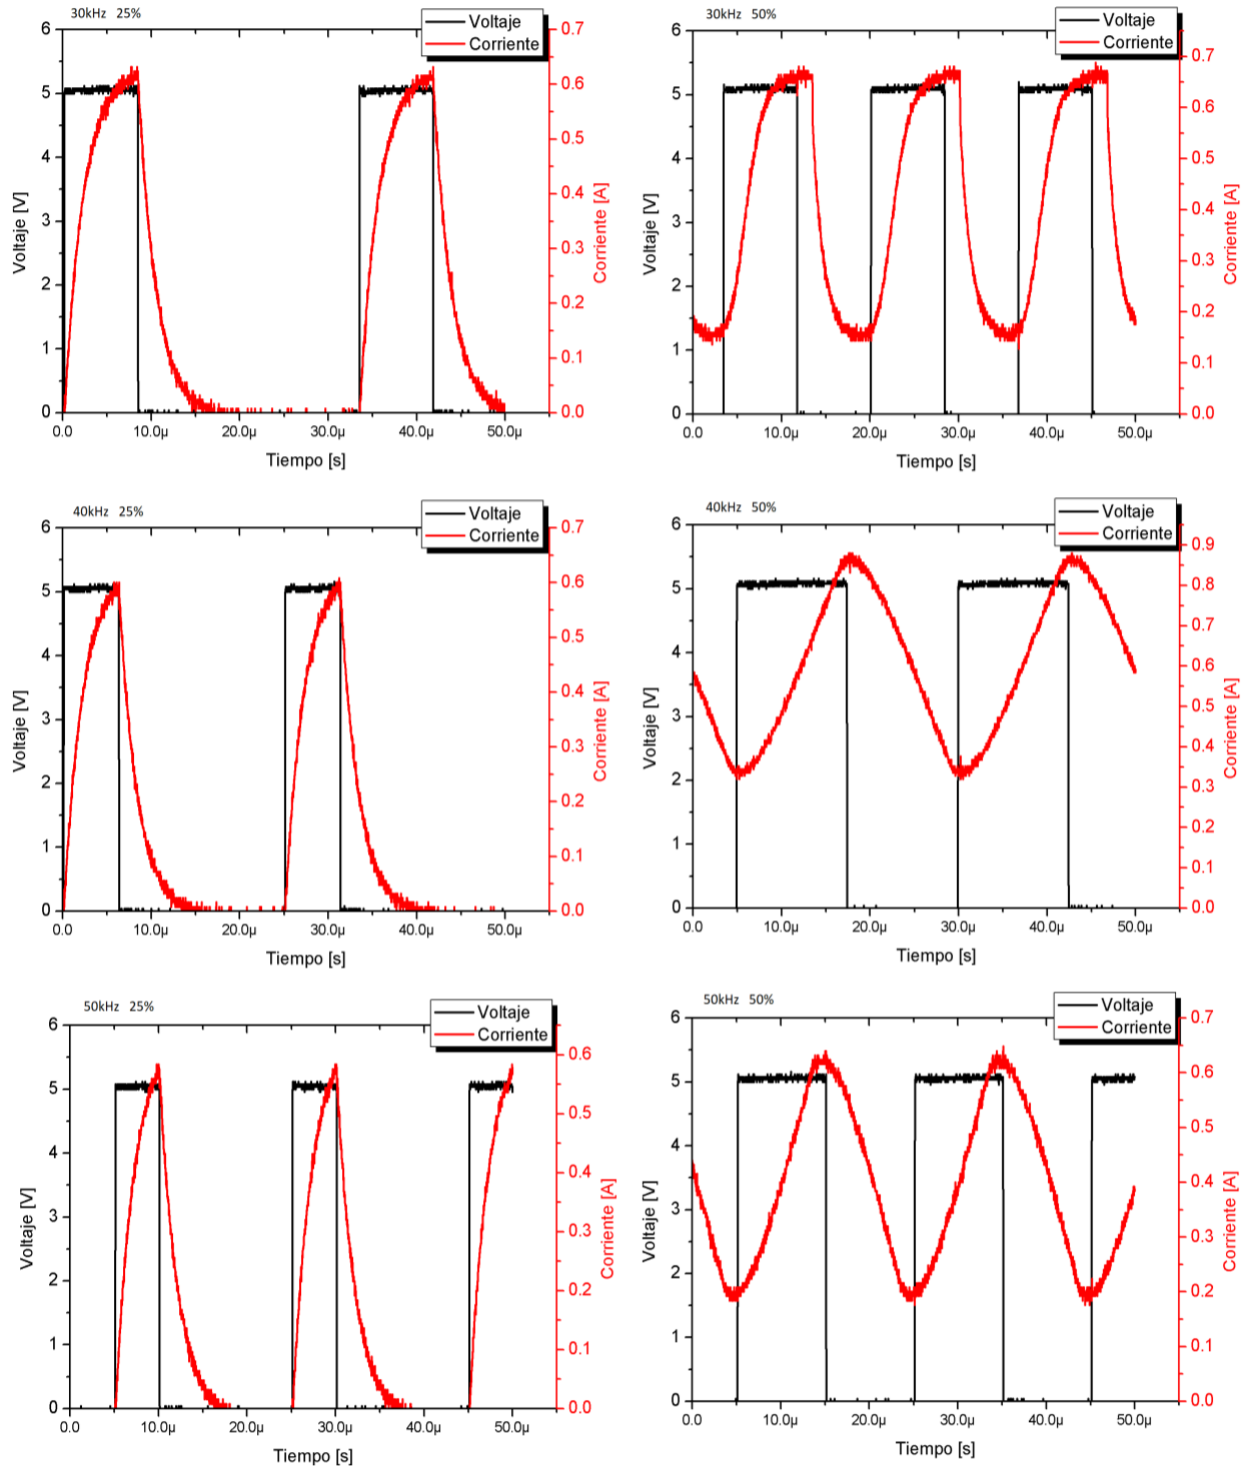 30kHz 25%
Voltaje
Corriente
6
5
4
3
2
1
0
Voltaje [V]
0.7
0.6
0.5
0.4
0.3
0.2
0.1
0.0
Corriente [A]
0.0 10.0µ 20.0µ 30.0µ 40.0µ 50.0µ
Tiempo [s]
30kHz 50%
Voltaje
Corriente
6
5
4
3
2
1
0
Voltaje [V]
0.7
0.6
0.5
0.4
0.3
0.2
0.1
0.0
Corriente [A]
0.0 10.0µ 20.0µ 30.0µ 40.0µ 50.0µ
Tiempo [s]
40kHz 25%
Voltaje
Corriente
6
5
4
3
2
1
0
Voltaje [V]
0.7
0.6
0.5
0.4
0.3
0.2
0.1
0.0
Corriente [A]
0.0 10.0µ 20.0µ 30.0µ 40.0µ 50.0µ
Tiempo [s]
40kHz 50%
Voltaje
Corriente
6
5
4
3
2
1
0
Voltaje [V]
0.9
0.8
0.7
0.6
0.5
0.4
0.3
0.2
0.1
0.0
Corriente [A]
0.0 10.0µ 20.0µ 30.0µ 40.0µ 50.0µ
Tiempo [s]
50kHz 25%
Voltaje
Corriente
6
5
4
3
2
1
0
Voltaje [V]
0.6
0.5
0.4
0.3
0.2
0.1
0.0
Corriente [A]
0.0 10.0µ 20.0µ 30.0µ 40.0µ 50.0µ
Tiempo [s]
50kHz 50%
Voltaje
Corriente
6
5
4
3
2
1
0
Voltaje [V]
0.7
0.6
0.5
0.4
0.3
0.2
0.1
0.0
Corriente [A]
0.0 10.0µ 20.0µ 30.0µ 40.0µ 50.0µ
Tiempo [s]